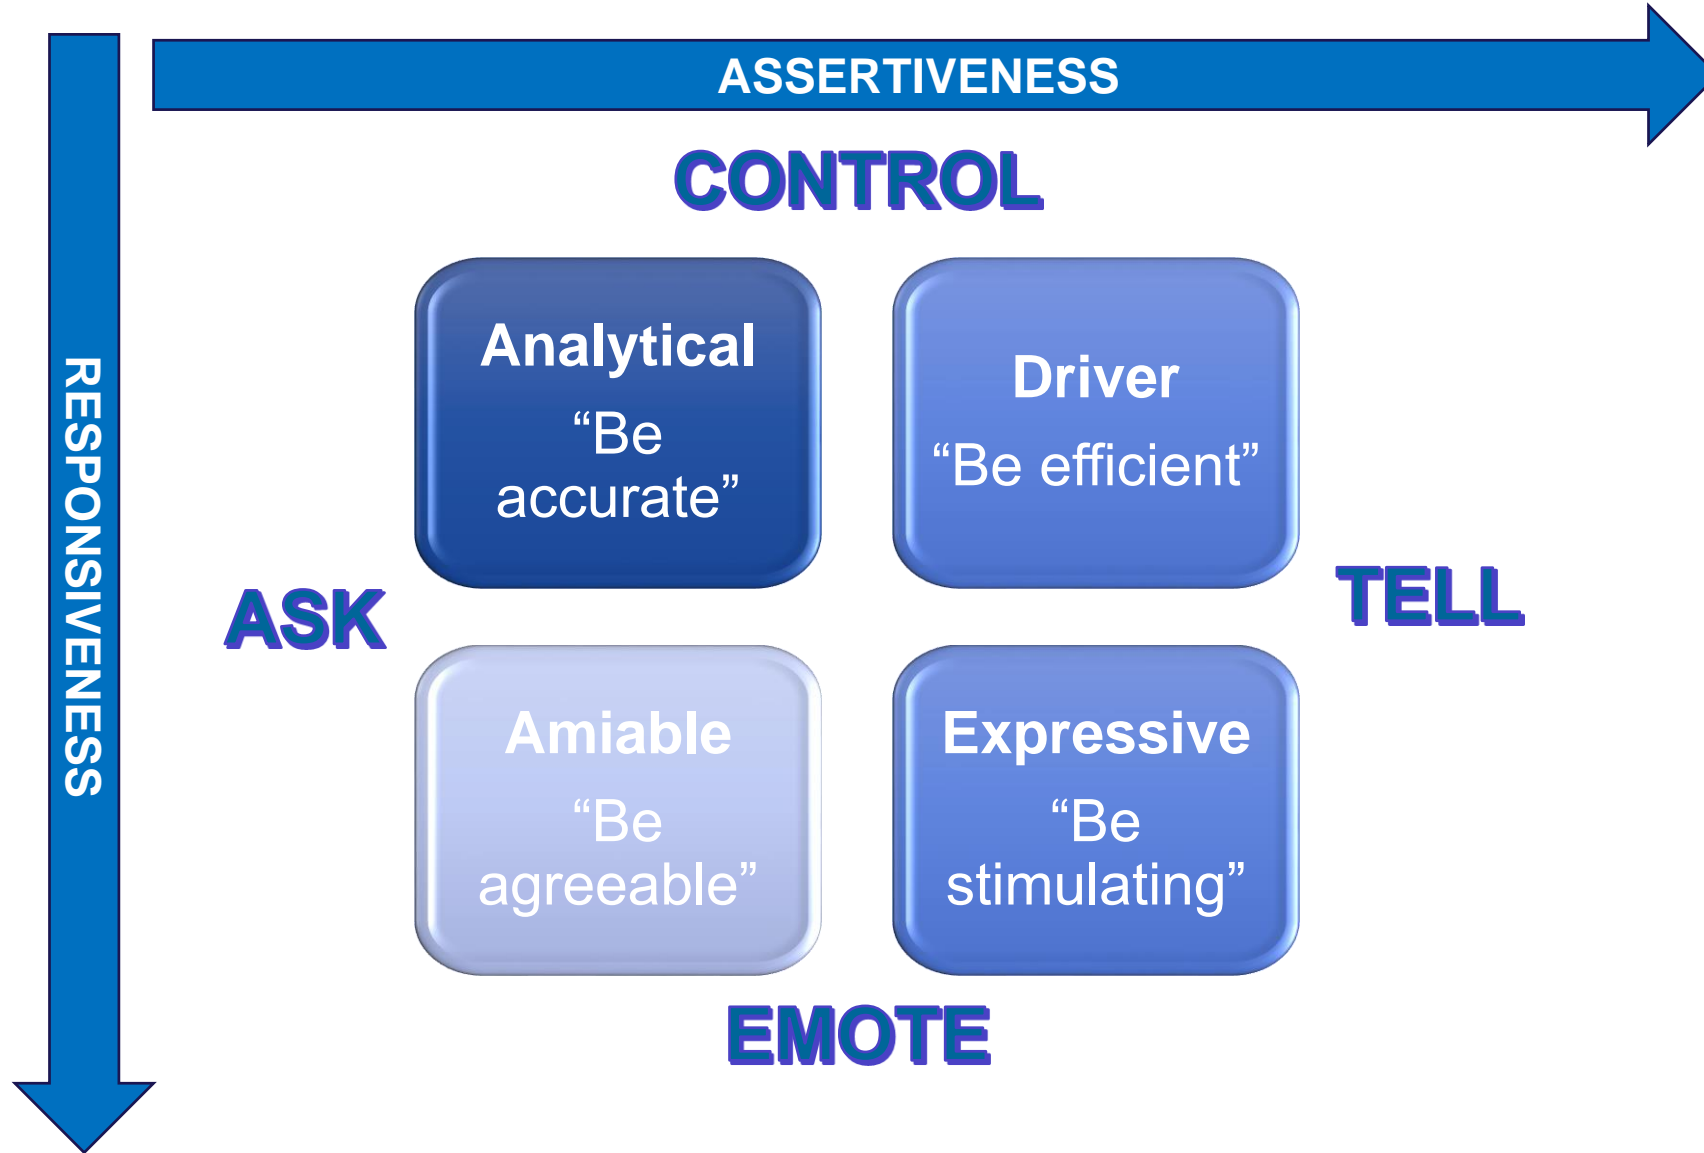 ASSERTIVENESS
CONTROL
RESPONSIVENESS
Analytical
“Be
accurate”
Driver
“Be efficient”
ASK
TELL
Amiable
“Be
agreeable”
Expressive
“Be
stimulating”
EMOTE